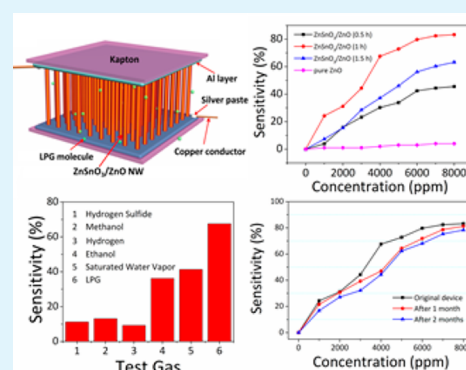 Kapton
Al layer
Silver paste
Copper conductor
LPG molecule
ZnSnO3/ZnO NW
Sensitivity (%)
80
60
40
20
0
ZnSnO3/ZnO (0.5 h)
ZnSnO3/ZnO (1 h)
ZnSnO3/ZnO (1.5 h)
pure ZnO
0 2000 4000 6000 8000
Concentration (ppm)
Sensitivity (%)
80
40
0
1 Hydrogen Sulfide
2 Methanol
3 Hydrogen
4 Ethanol
5 Saturated Water Vapor
6 LPG
1 2 3 4 5 6
Test Gas
Sensitivity (%)
100
80
60
40
20
0
Original device
After 1 month
After 2 months
0 2000 4000 6000 800
Concentration (ppm)